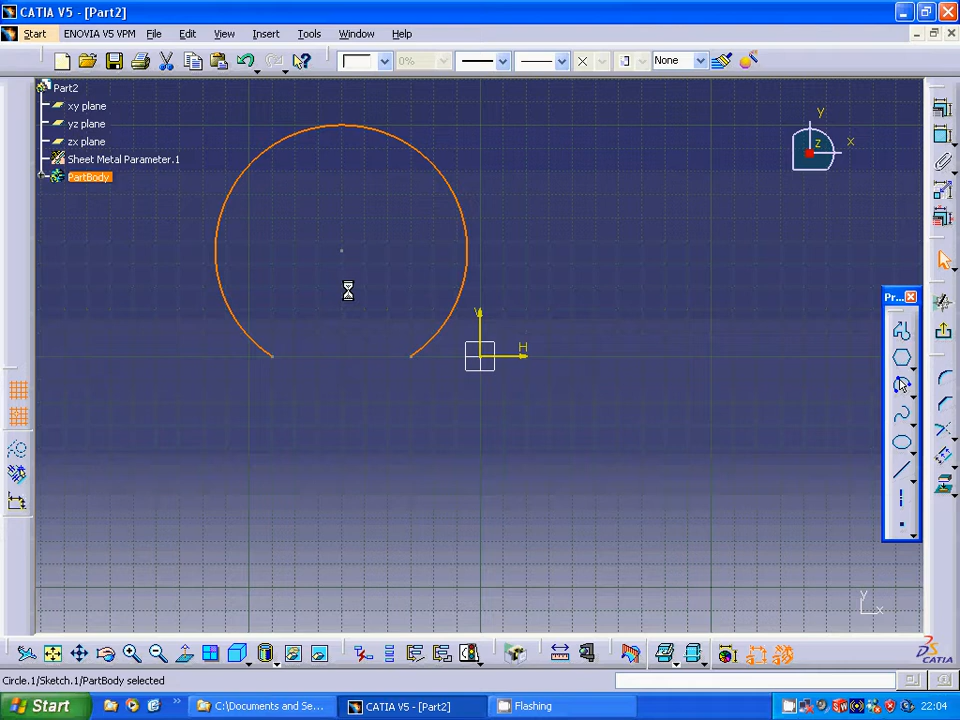 CATIA V5 - [Part2]
Start ENOVIA V5 VPM File Edit View Insert Tools Window Help
0% None
Part2
xy plane
yz plane
zx plane
Sheet Metal Parameter.1
PartBody
y
x
z
Pr...
V
H
y
x
DS CATIA
Circle.1/Sketch.1/PartBody selected
Start C:\Documents and Se... CATIA V5 - [Part2] Flashing 22:04